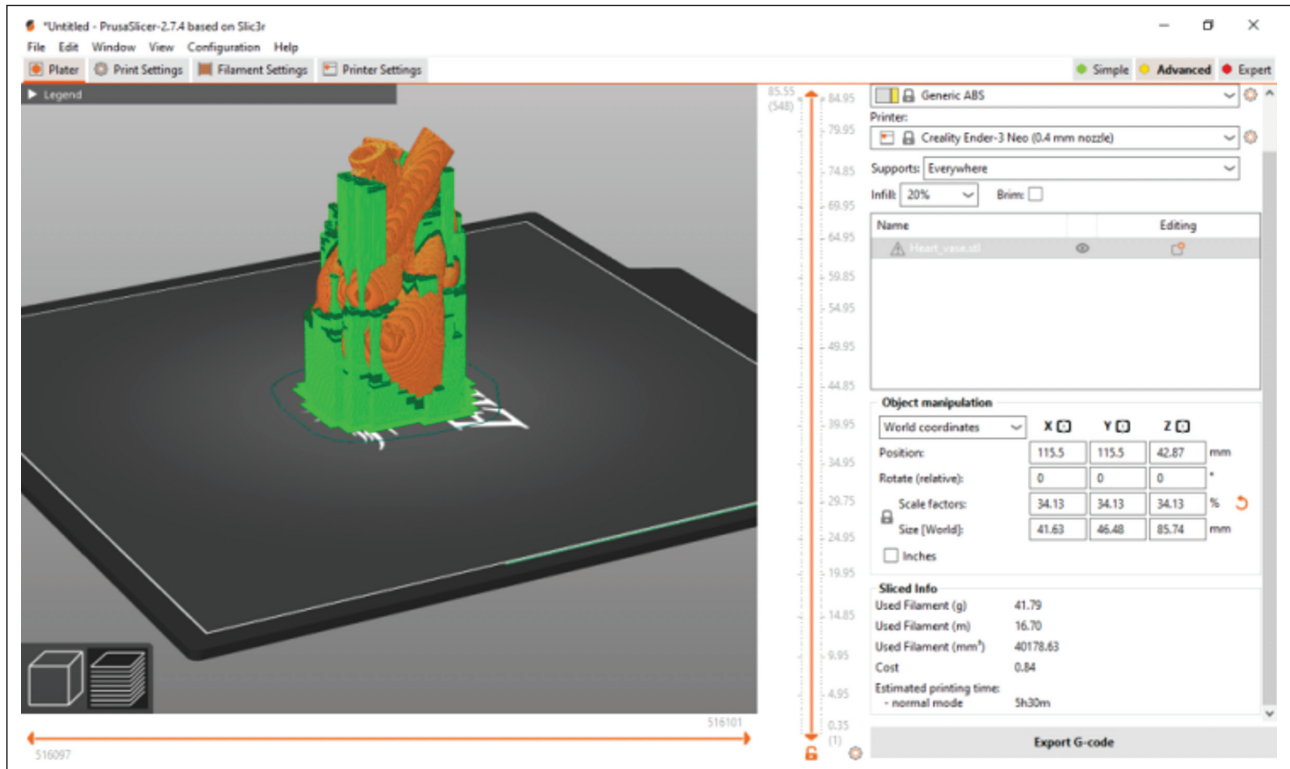 *Untitled - PrusaSlicer-2.7.4 based on Slic3r
File Edit Window View Configuration Help
Plater Print Settings Filament Settings Printer Settings Simple Advanced Expert
Legend
85.55
(548)
84.95
79.95
74.85
69.95
64.95
59.85
54.95
49.95
44.85
39.95
34.95
29.75
24.95
19.95
14.85
9.95
4.95
0.35
(1)
Generic ABS
Printer:
Creality Ender-3 Neo (0.4 mm nozzle)
Supports: Everywhere
Infill: 20% Brim:
Name Editing
Heart_vase.stl
Object manipulation
World coordinates X Y Z
Position: 115.5 115.5 42.87 mm
Rotate (relative): 0 0 0 °
Scale factors: 34.13 34.13 34.13 %
Size [World]: 41.63 46.48 85.74 mm
Inches
Sliced Info
Used Filament (g) 41.79
Used Filament (m) 16.70
Used Filament (mm³) 40178.63
Cost 0.84
Estimated printing time:
- normal mode 5h30m
Export G-code
516101
516097